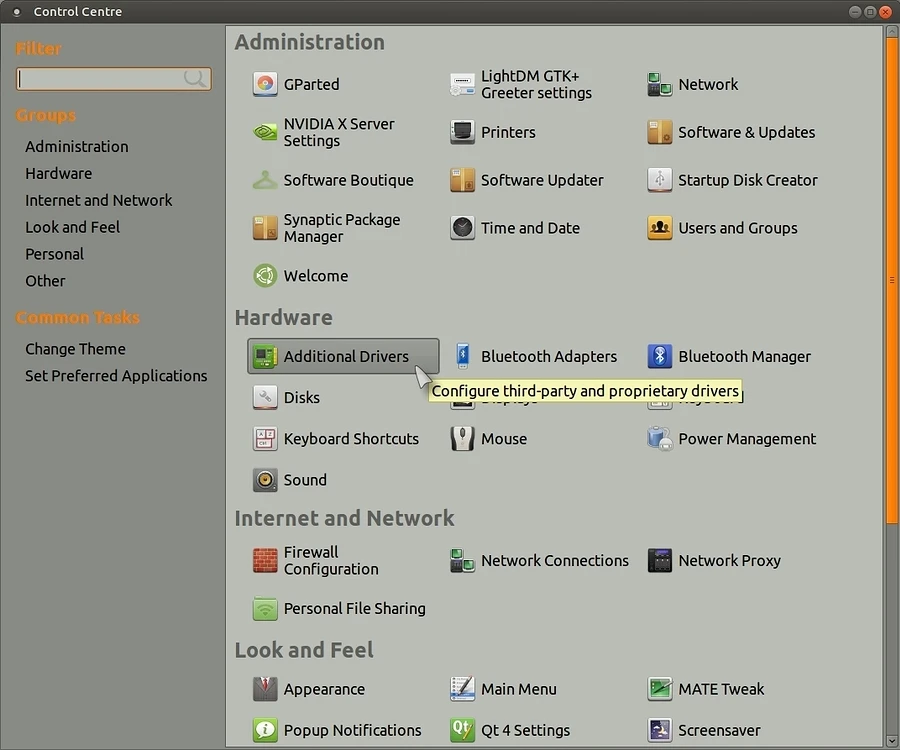 Control Centre
Filter
Groups
Administration
Hardware
Internet and Network
Look and Feel
Personal
Other
Common Tasks
Change Theme
Set Preferred Applications
Administration
GParted
LightDM GTK+
Greeter settings
Network
NVIDIA X Server
Settings
Printers
Software & Updates
Software Boutique
Software Updater
Startup Disk Creator
Synaptic Package
Manager
Time and Date
Users and Groups
Welcome
Hardware
Additional Drivers
Bluetooth Adapters
Bluetooth Manager
Configure third-party and proprietary drivers
Disks
Keyboard Shortcuts
Mouse
Power Management
Sound
Internet and Network
Firewall
Configuration
Network Connections
Network Proxy
Personal File Sharing
Look and Feel
Appearance
Main Menu
MATE Tweak
Popup Notifications
Qt 4 Settings
Screensaver